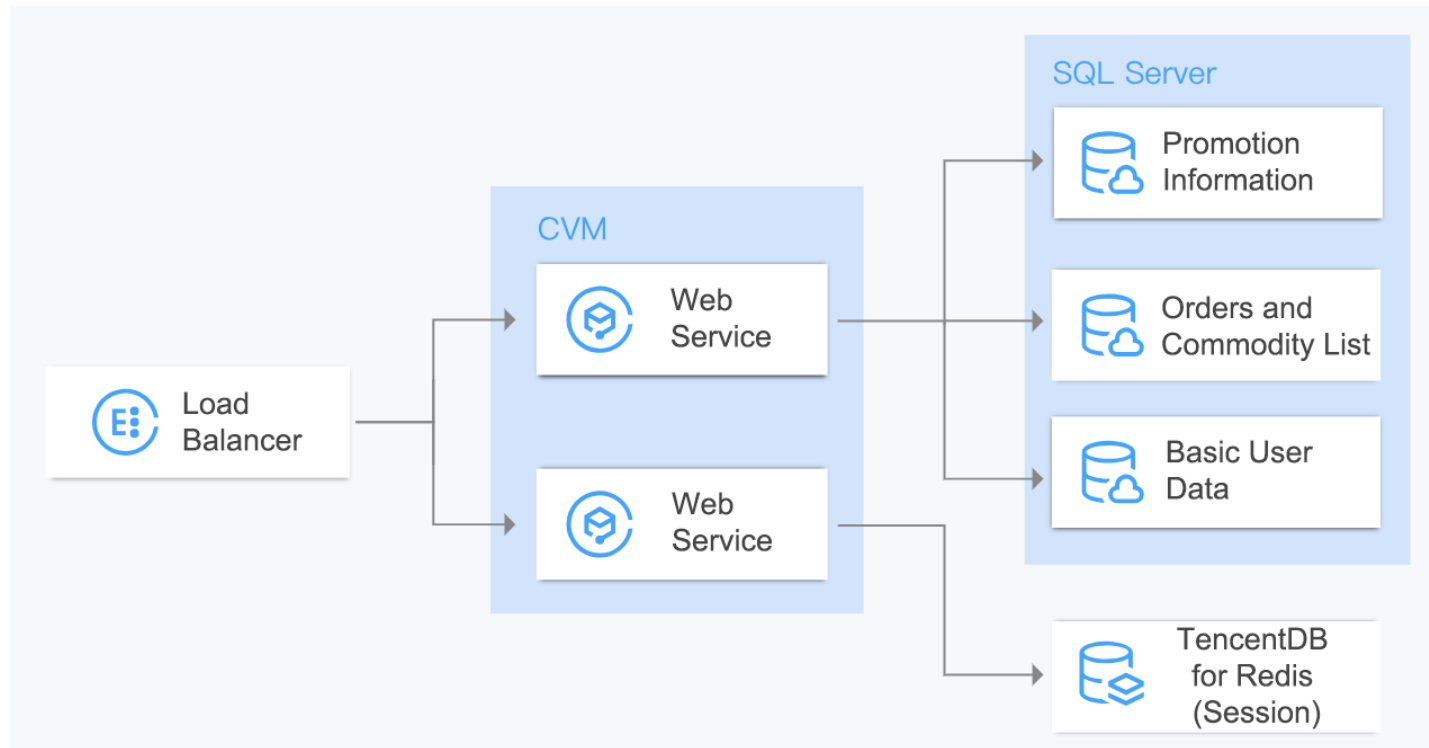 SQL Server
Promotion
Information
CVM
Web
Service
Orders and
Commodity List
Load
Balancer
Basic User
Data
Web
Service
TencentDB
for Redis
(Session)